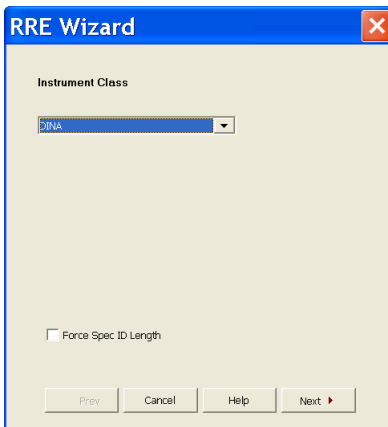 RRE Wizard
Instrument Class
DINA
Force Spec ID Length
Prev Cancel Help Next